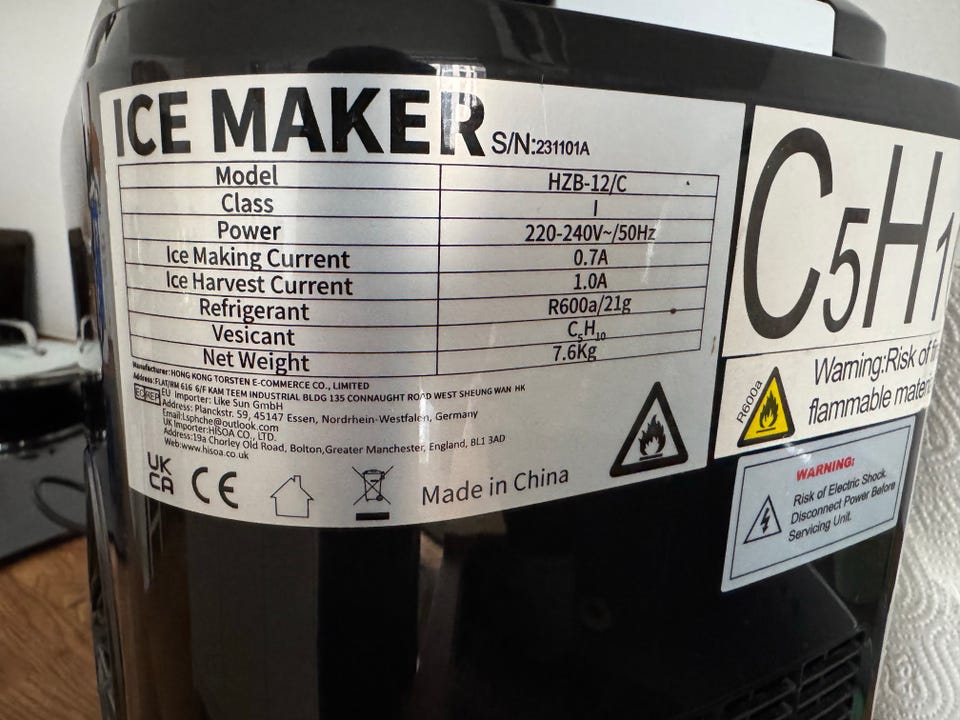 ICE MAKER S/N:231101A
Model HZB-12/C
Class I
Power 220-240V~/50Hz
Ice Making Current 0.7A
Ice Harvest Current 1.0A
Refrigerant R600a/21g
Vesicant C₅H₁₀
Net Weight 7.6Kg
Manufacturer: HONG KONG TORSTEN E-COMMERCE CO., LIMITED
Address: FLAT/RM 616 6/F KAM TEEM INDUSTRIAL BLDG 135 CONNAUGHT ROAD WEST SHEUNG WAN HK
EC REP EU Importer: Like Sun GmbH
Address: Planckstr. 59, 45147 Essen, Nordrhein-Westfalen, Germany
Email:Lsphche@outlook.com
UK Importer:HISOA CO., LTD.
Address:19a Chorley Old Road, Bolton,Greater Manchester, England, BL1 3AD
Web:www.hisoa.co.uk
UK
CA CE
Made in China
C₅H₁
R600a
Warning:Risk of
flammable
WARNING:
Risk of Electric Shock.
Disconnect Power Before
Servicing Unit.